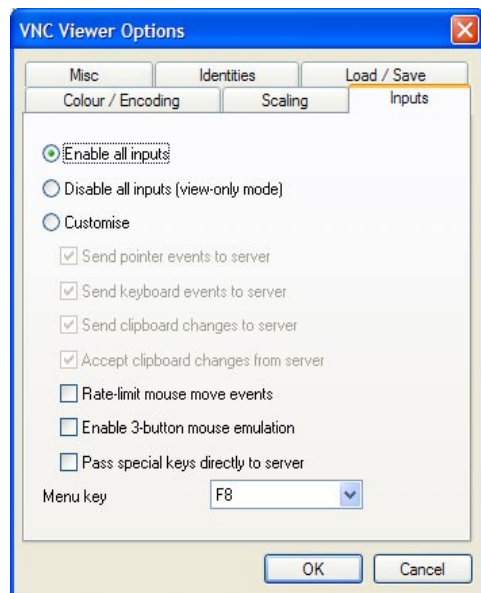 VNC Viewer Options
Misc Identities Load / Save
Colour / Encoding Scaling Inputs
Enable all inputs
Disable all inputs (view-only mode)
Customise
Send pointer events to server
Send keyboard events to server
Send clipboard changes to server
Accept clipboard changes from server
Rate-limit mouse move events
Enable 3-button mouse emulation
Pass special keys directly to server
Menu key F8
OK Cancel